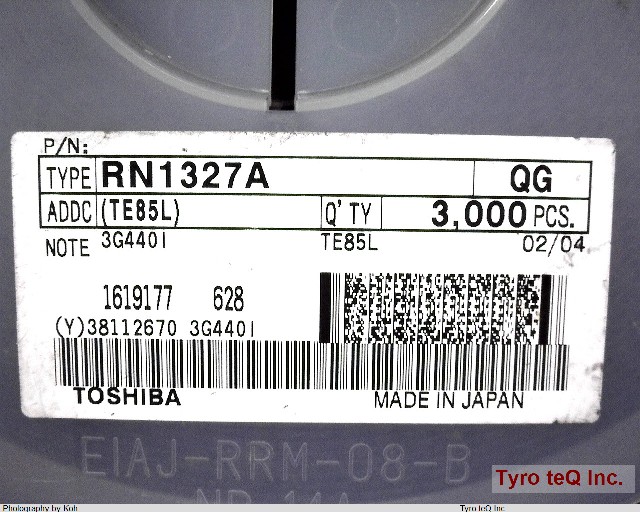 P/N:
TYPE RN1327A QG
ADDC (TE85L) Q'TY 3,000 PCS.
NOTE 3G440I TE85L 02/04
1619177 628
(Y)38112670 3G440I
TOSHIBA MADE IN JAPAN
EIAJ-RRM-08-B
Tyro teQ Inc.
Photography by Koh Tyro teQ Inc.